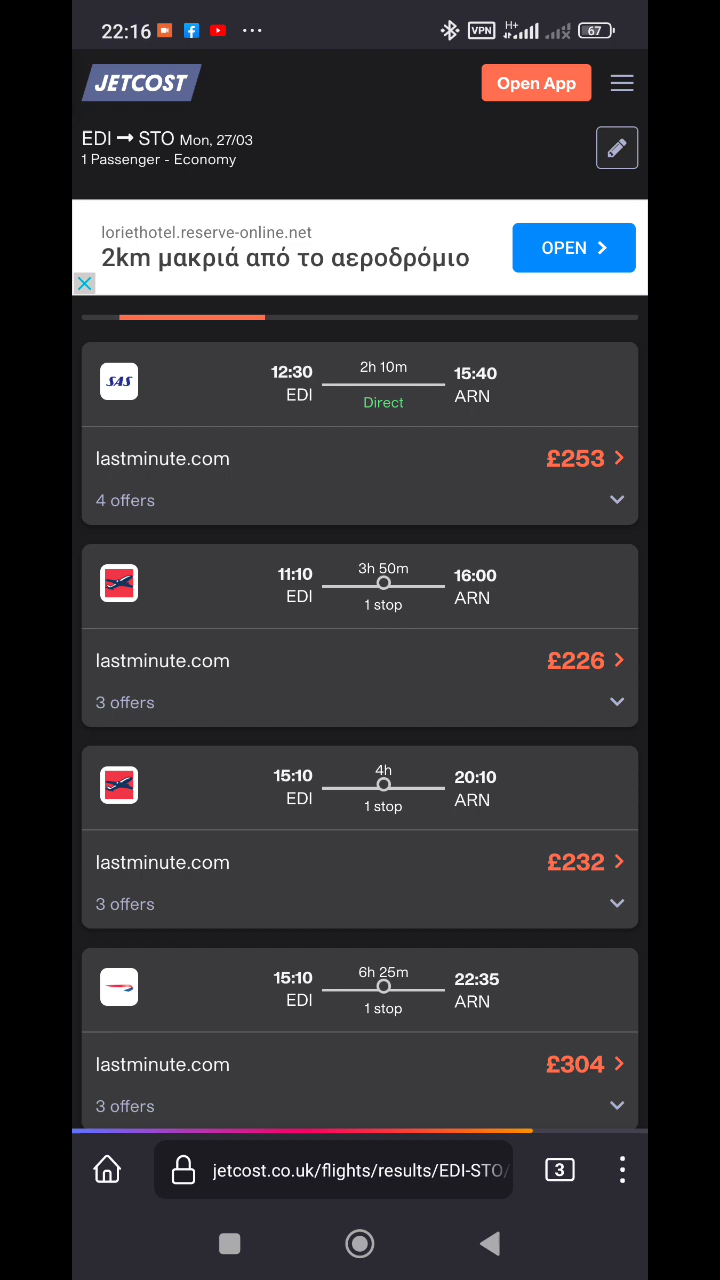 22:16 VPN H+ 67
JETCOST
Open App
EDI → STO Mon, 27/03
1 Passenger - Economy
loriethotel.reserve-online.net
2km μακριά από το αεροδρόμιο
OPEN
SAS
12:30 2h 10m 15:40
EDI Direct ARN
lastminute.com £253
4 offers
11:10 3h 50m 16:00
EDI 1 stop ARN
lastminute.com £226
3 offers
15:10 4h 20:10
EDI 1 stop ARN
lastminute.com £232
3 offers
15:10 6h 25m 22:35
EDI 1 stop ARN
lastminute.com £304
3 offers
jetcost.co.uk/flights/results/EDI-STO/ 3